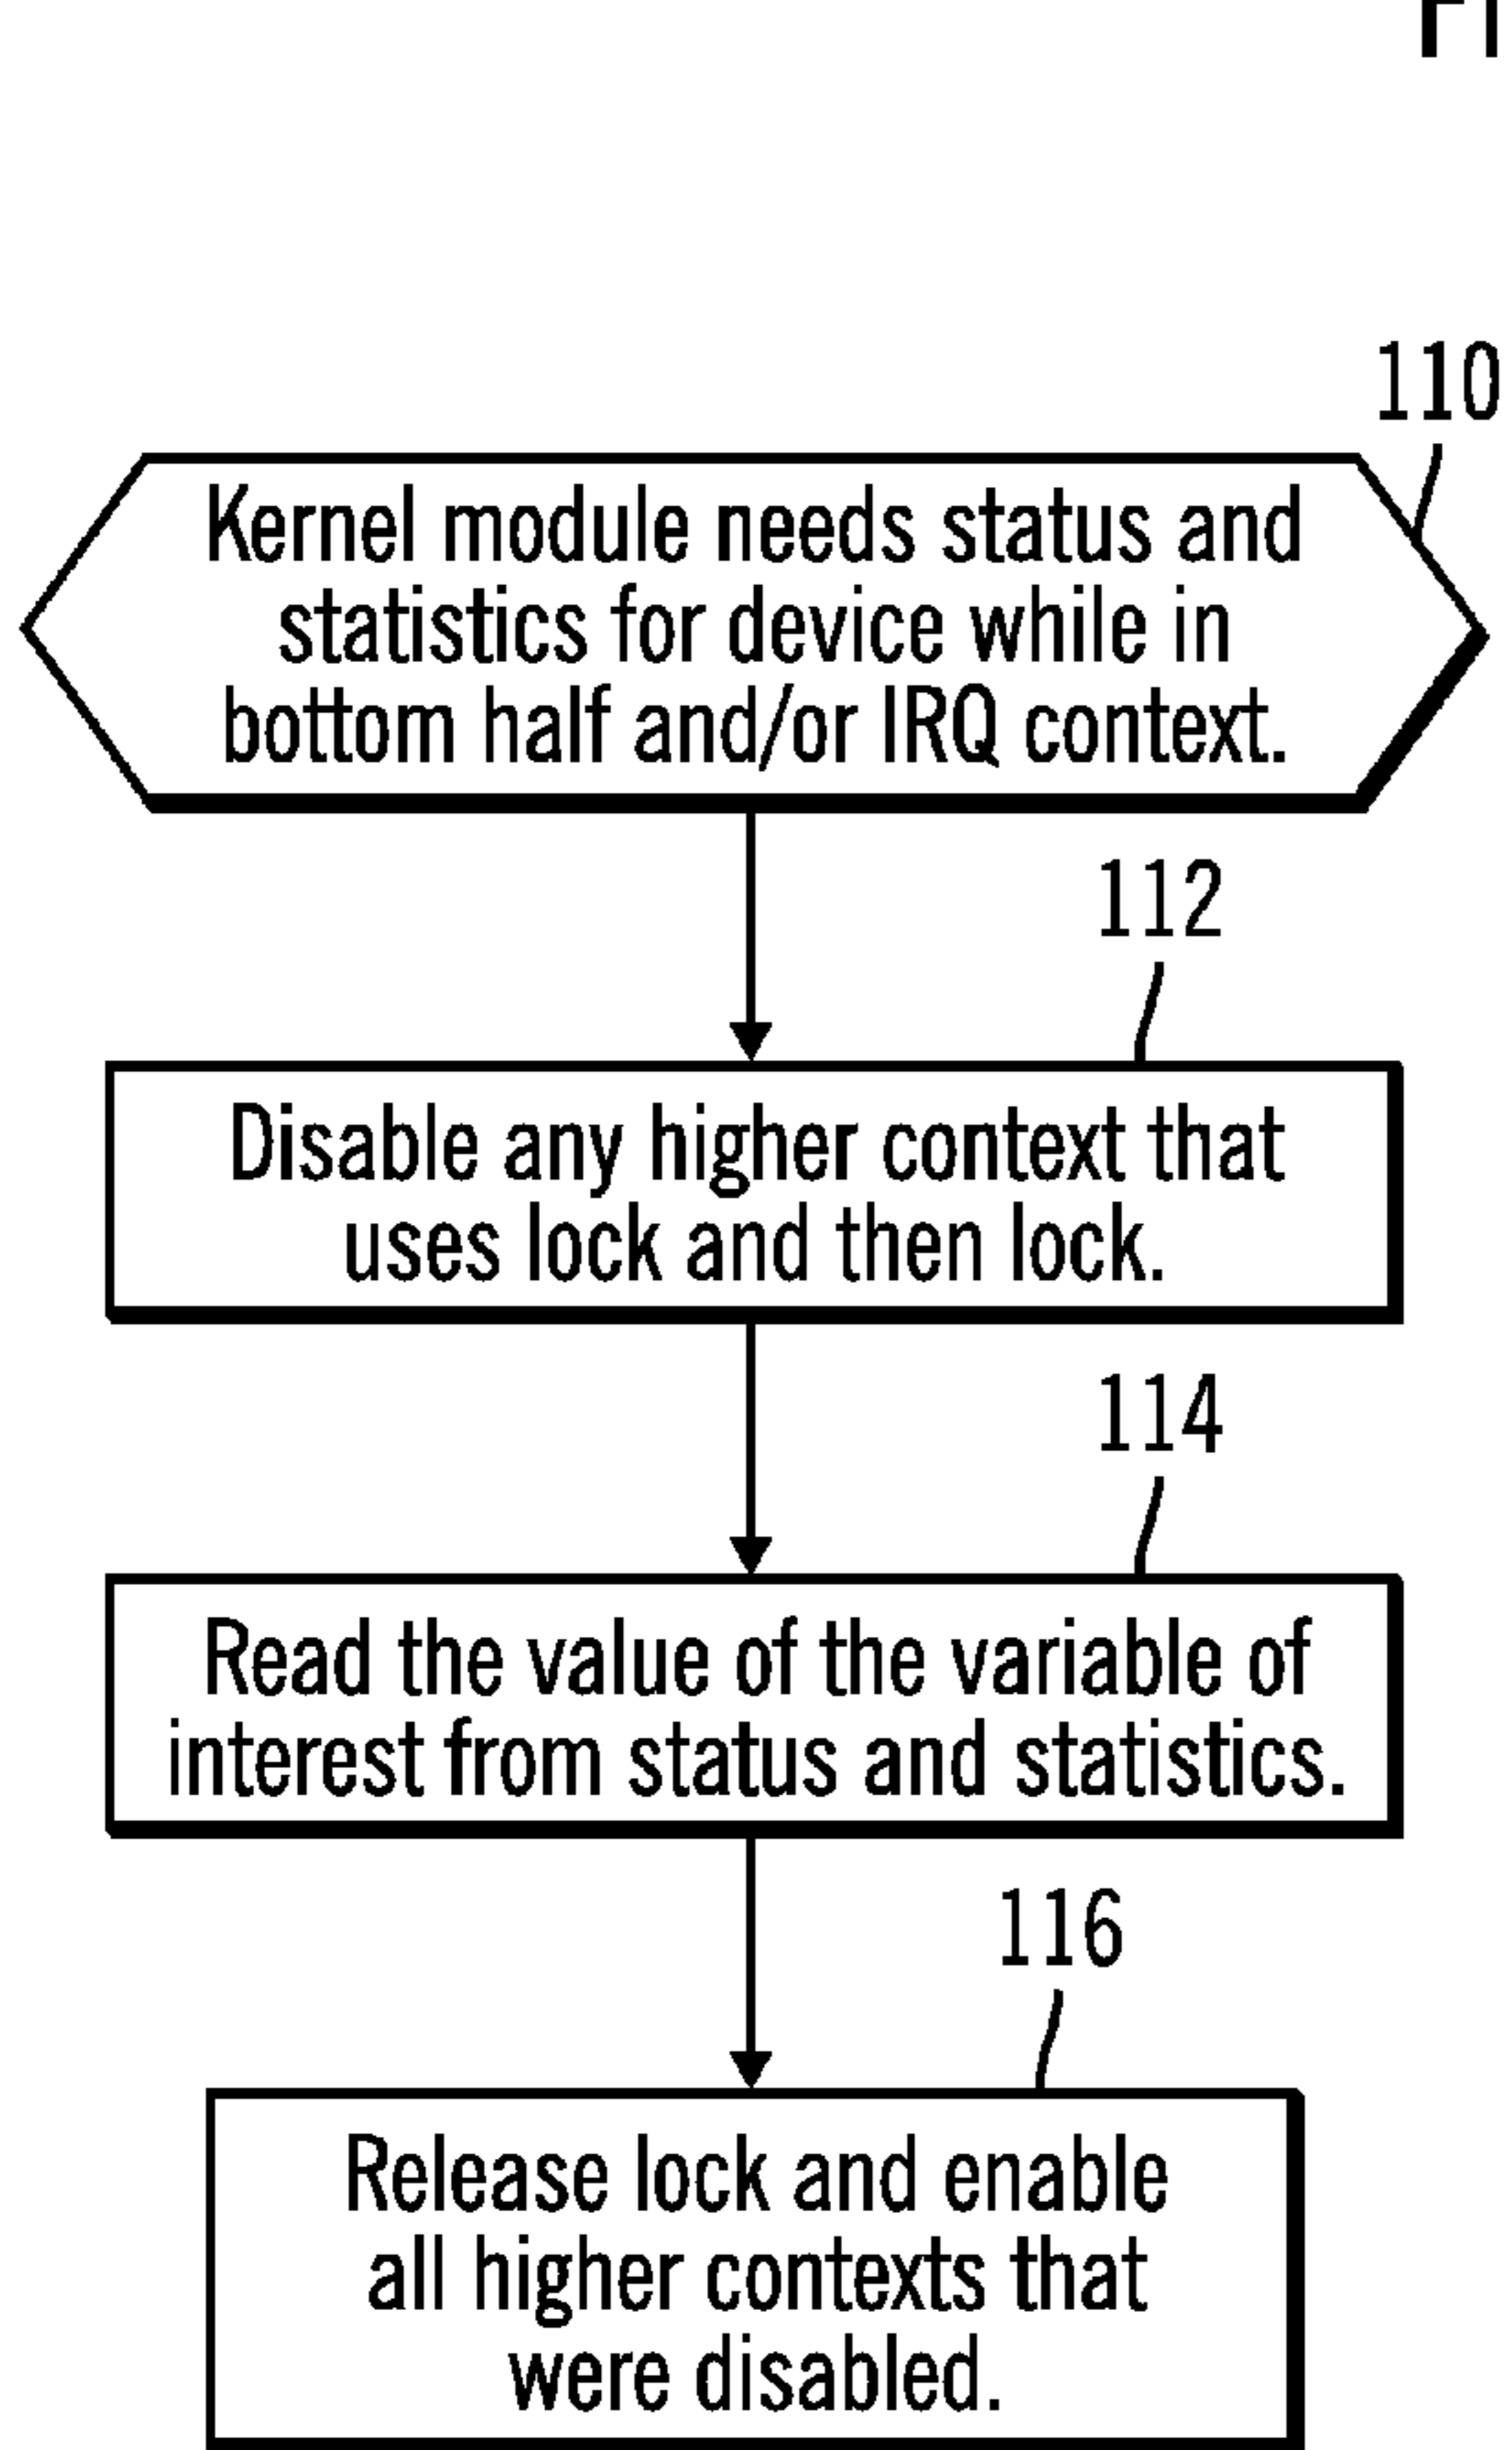 110
Kernel module needs status and
statistics for device while in
bottom half and/or IRQ context.
112
Disable any higher context that
uses lock and then lock.
114
Read the value of the variable of
interest from status and statistics.
116
Release lock and enable
all higher contexts that
were disabled.